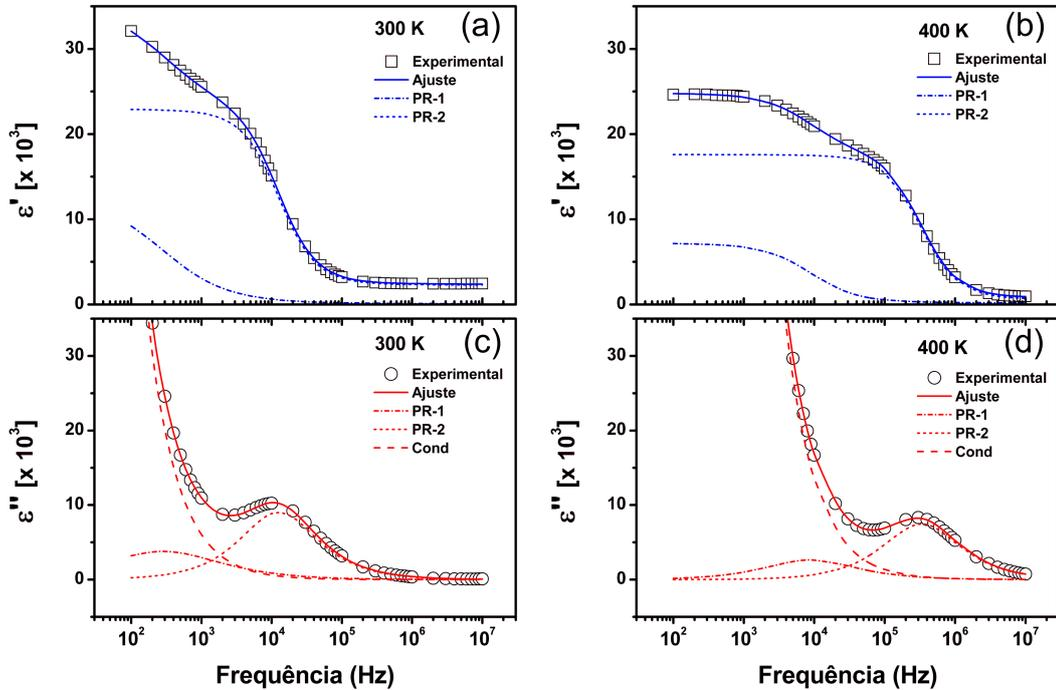 (a)
300 K
Experimental
Ajuste
PR-1
PR-2
ε' [x 10³]
30
20
10
0
(b)
400 K
Experimental
Ajuste
PR-1
PR-2
ε' [x 10³]
30
20
10
0
(c)
300 K
Experimental
Ajuste
PR-1
PR-2
Cond
ε'' [x 10³]
30
20
10
0
10² 10³ 10⁴ 10⁵ 10⁶ 10⁷
Frequência (Hz)
(d)
400 K
Experimental
Ajuste
PR-1
PR-2
Cond
ε'' [x 10³]
30
20
10
0
10² 10³ 10⁴ 10⁵ 10⁶ 10⁷
Frequência (Hz)